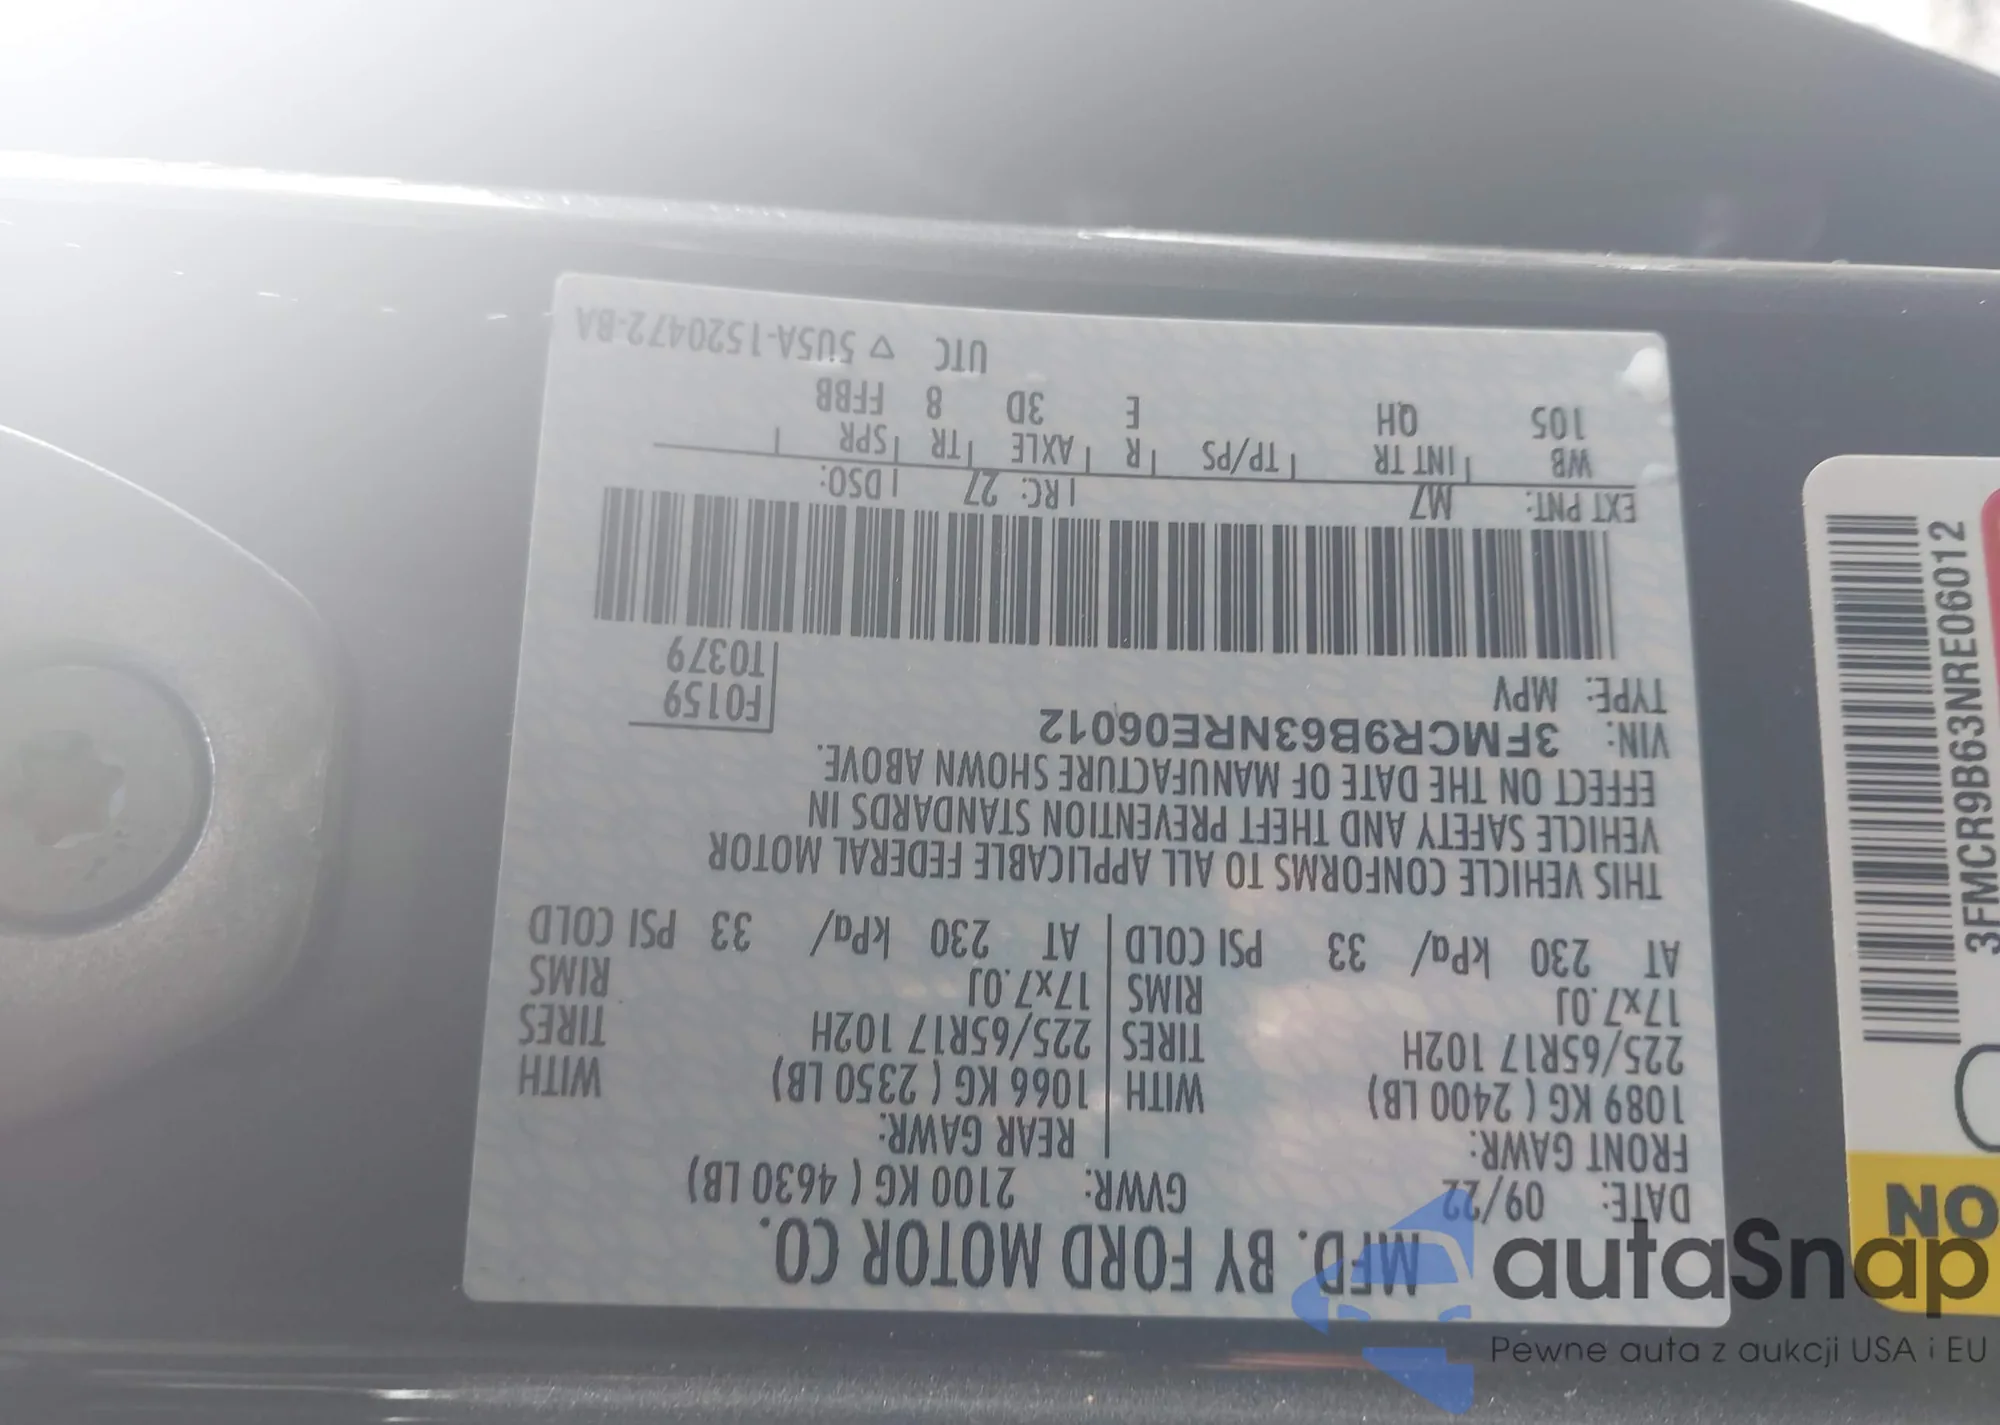 MFD. BY FORD MOTOR CO.
DATE: 09/22 GVWR: 2100 KG ( 4630 LB)
FRONT GAWR: REAR GAWR:
1089 KG ( 2400 LB) WITH 1066 KG ( 2350 LB) WITH
225/65R17 102H TIRES 225/65R17 102H TIRES
17x7.0J RIMS 17x7.0J RIMS
AT 230 kPa/ 33 PSI COLD AT 230 kPa/ 33 PSI COLD
THIS VEHICLE CONFORMS TO ALL APPLICABLE FEDERAL MOTOR
VEHICLE SAFETY AND THEFT PREVENTION STANDARDS IN
EFFECT ON THE DATE OF MANUFACTURE SHOWN ABOVE.
VIN: 3FMCR9B63NRE06012
TYPE: MPV
F0159
T0379
EXT PNT: M7 RC: 27 DSO:
WB INT TR TP/PS R AXLE TR SPR
105 QH E 3D 8 FFBB
UTC ▽ 5U5A-1520472-BA
3FMCR9B63NRE06012
NO
autaSnap
Pewne auta z aukcji USA i EU